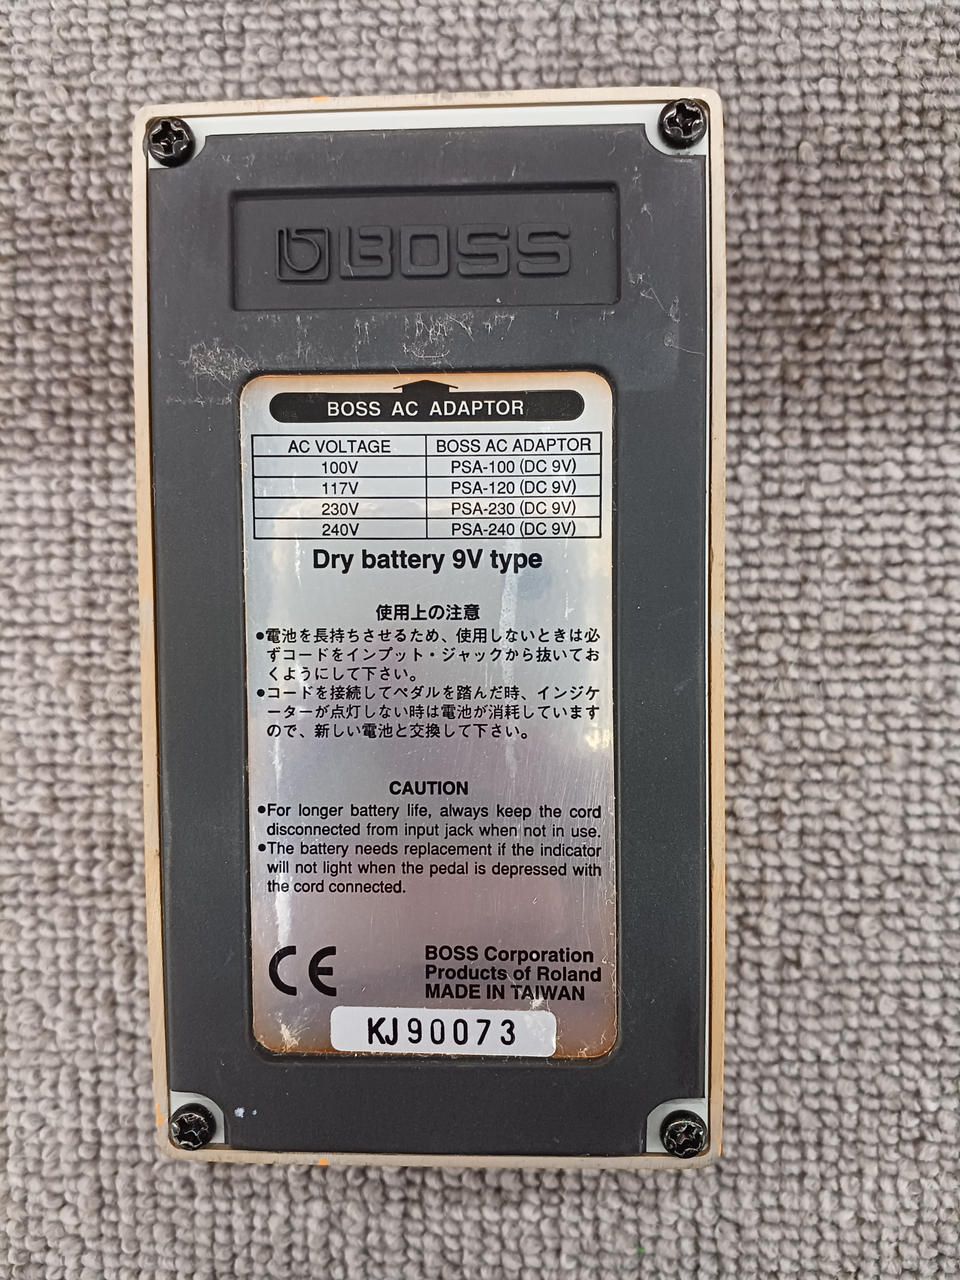 BOSS
BOSS AC ADAPTOR
AC VOLTAGE BOSS AC ADAPTOR
100V PSA-100 (DC 9V)
117V PSA-120 (DC 9V)
230V PSA-230 (DC 9V)
240V PSA-240 (DC 9V)
Dry battery 9V type
使用上の注意
●電池を長持ちさせるため、使用しないときは必
ずコードをインプット・ジャックから抜いてお
くようにして下さい。
●コードを接続してペダルを踏んだ時、インジケ
ーターが点灯しない時は電池が消耗しています
ので、新しい電池と交換して下さい。
CAUTION
●For longer battery life, always keep the cord
disconnected from input jack when not in use.
●The battery needs replacement if the indicator
will not light when the pedal is depressed with
the cord connected.
CE
BOSS Corporation
Products of Roland
MADE IN TAIWAN
KJ90073